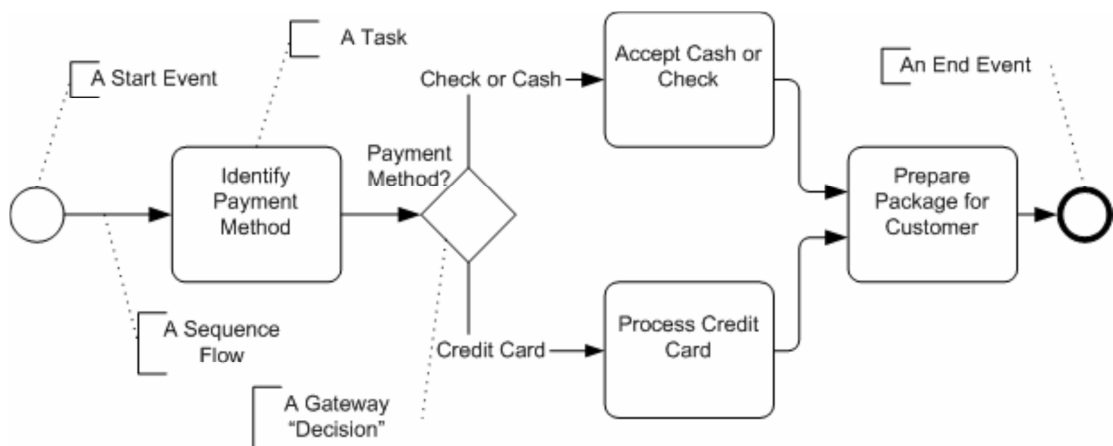 A Task
Accept Cash or
Check
An End Event
A Start Event
Check or Cash
Payment
Method?
Identify
Payment
Method
Prepare
Package for
Customer
A Sequence
Flow
Credit Card
Process Credit
Card
A Gateway
“Decision”